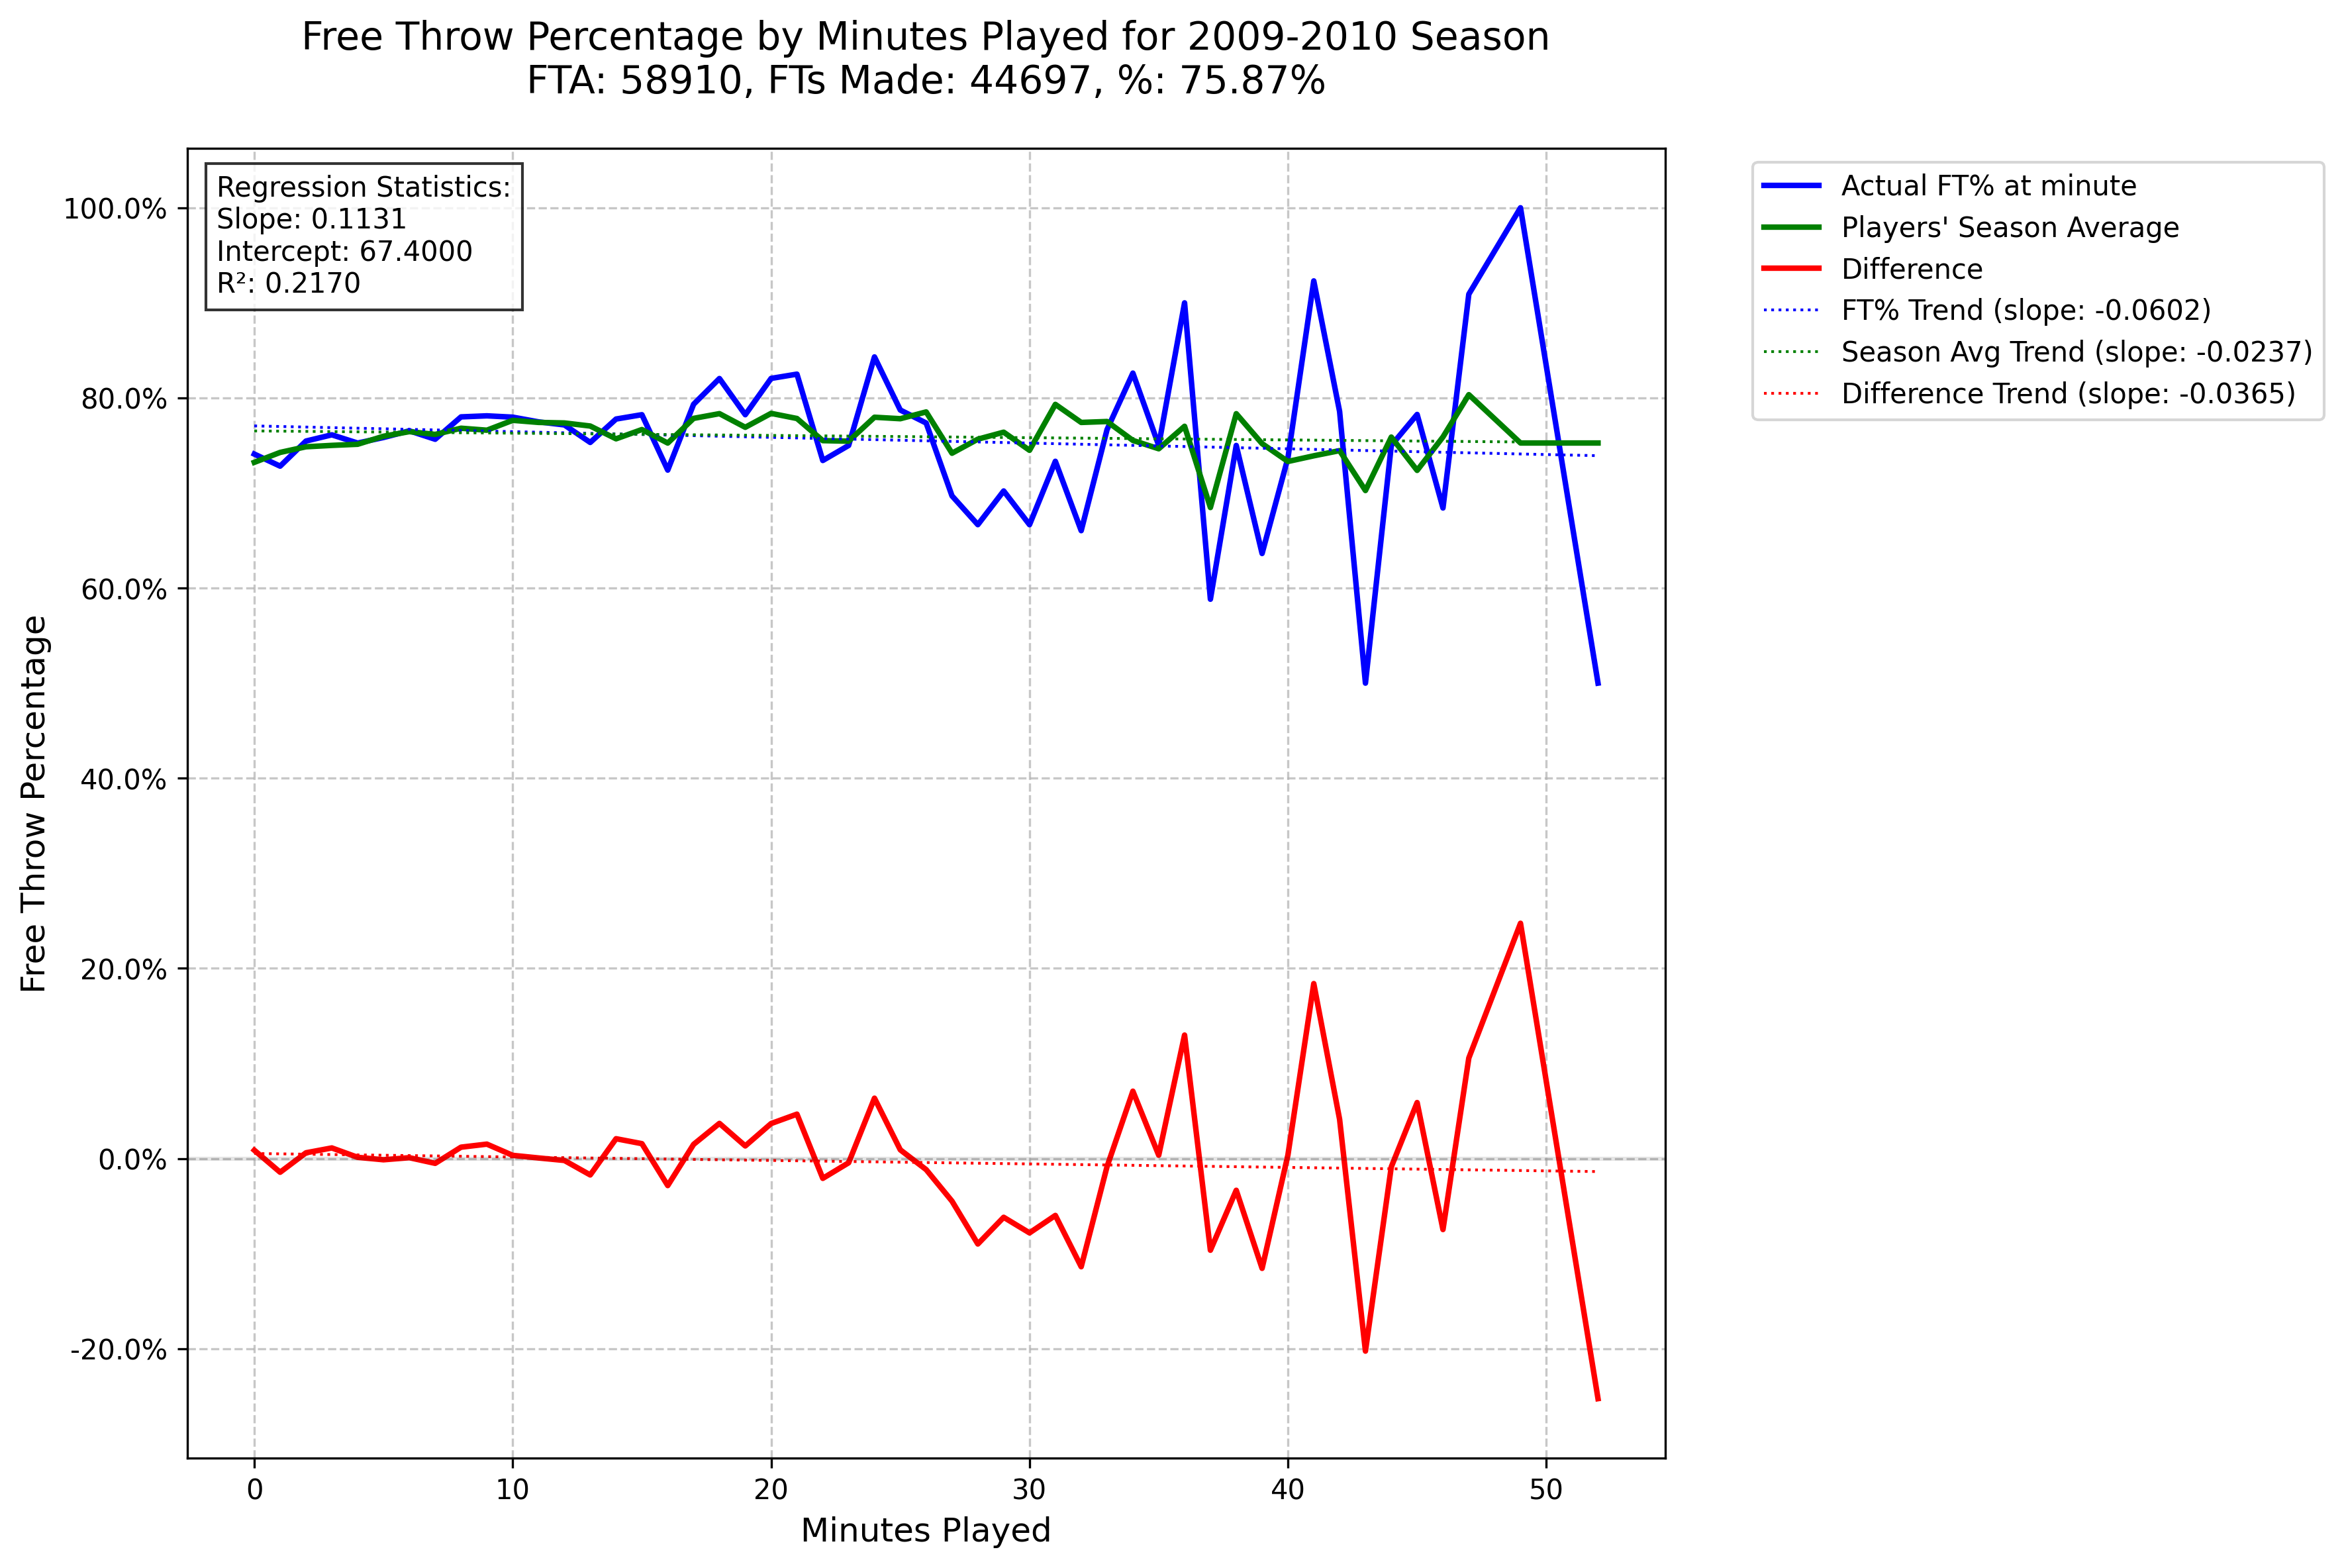 Free Throw Percentage by Minutes Played for 2009-2010 Season
FTA: 58910, FTs Made: 44697, %: 75.87%
Regression Statistics:
Slope: 0.1131
Intercept: 67.4000
R²: 0.2170
Actual FT% at minute
Players' Season Average
Difference
FT% Trend (slope: -0.0602)
Season Avg Trend (slope: -0.0237)
Difference Trend (slope: -0.0365)
Free Throw Percentage
100.0%
80.0%
60.0%
40.0%
20.0%
0.0%
-20.0%
0 10 20 30 40 50
Minutes Played